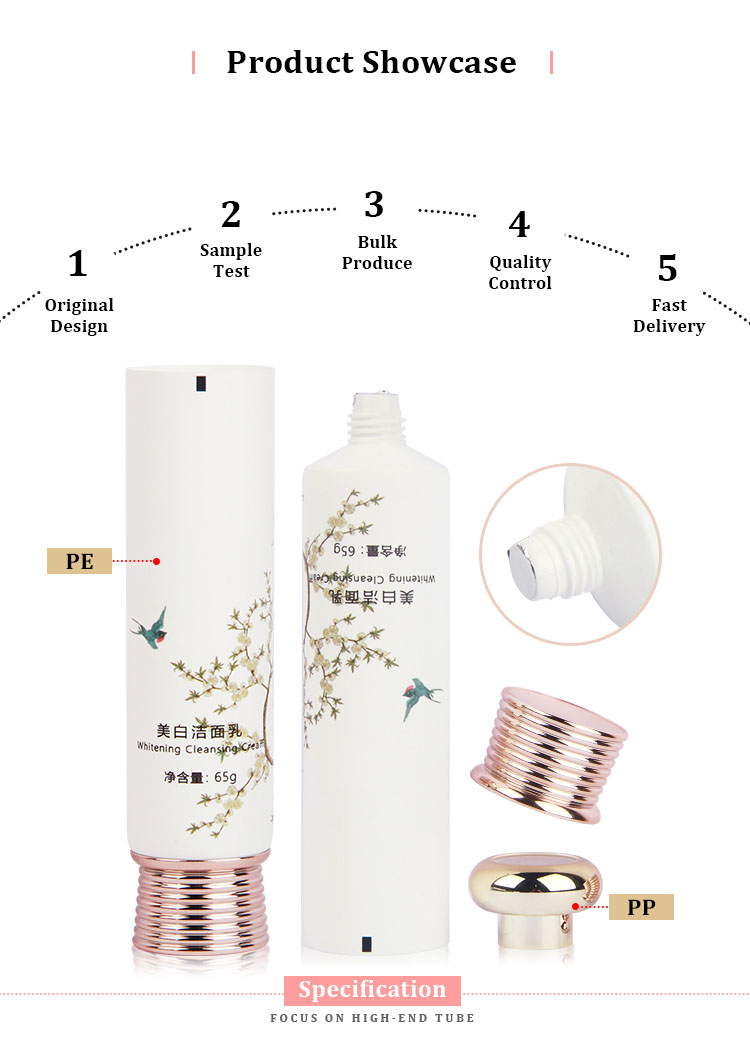 Product Showcase
1
Original
Design
2
Sample
Test
3
Bulk
Produce
4
Quality
Control
5
Fast
Delivery
PE
美白洁面乳
Whitening Cleansing Cream
净含量：65g
美白洁面乳
Whitening Cleansing Cre
净含量：65g
PP
Specification
FOCUS ON HIGH-END TUBE